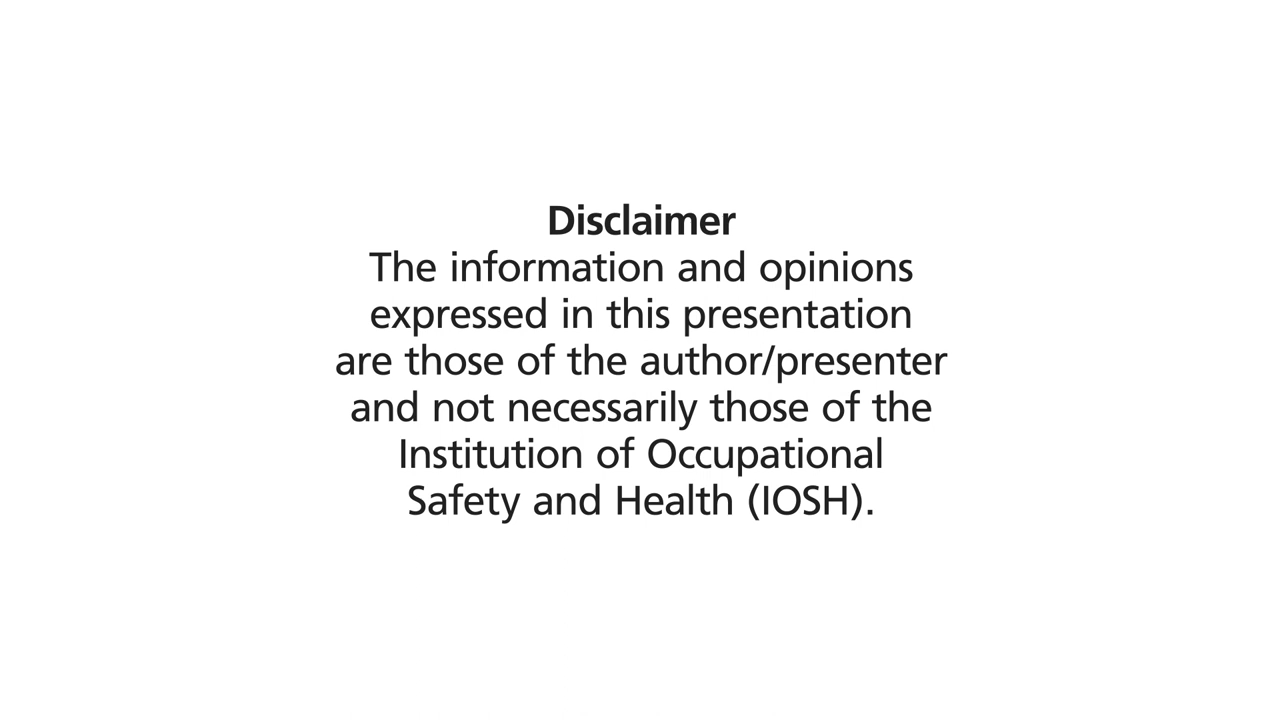 Disclaimer
The information and opinions
expressed in this presentation
are those of the author/presenter
and not necessarily those of the
Institution of Occupational
Safety and Health (IOSH).